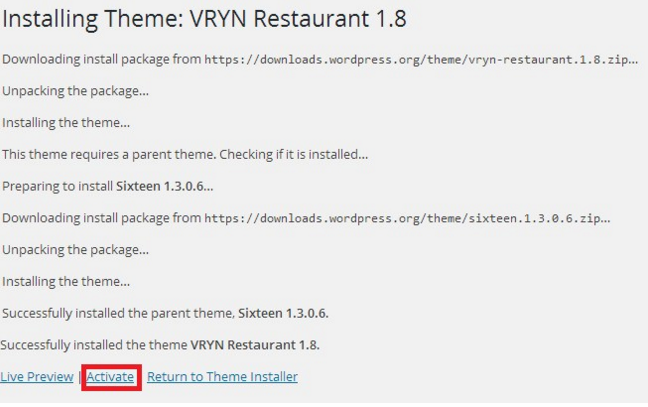 Installing Theme: VRYN Restaurant 1.8
Downloading install package from https://downloads.wordpress.org/theme/vryn-restaurant.1.8.zip…
Unpacking the package…
Installing the theme…
This theme requires a parent theme. Checking if it is installed…
Preparing to install Sixteen 1.3.0.6…
Downloading install package from https://downloads.wordpress.org/theme/sixteen.1.3.0.6.zip…
Unpacking the package…
Installing the theme…
Successfully installed the parent theme, Sixteen 1.3.0.6.
Successfully installed the theme VRYN Restaurant 1.8.
Live Preview | Activate Return to Theme Installer